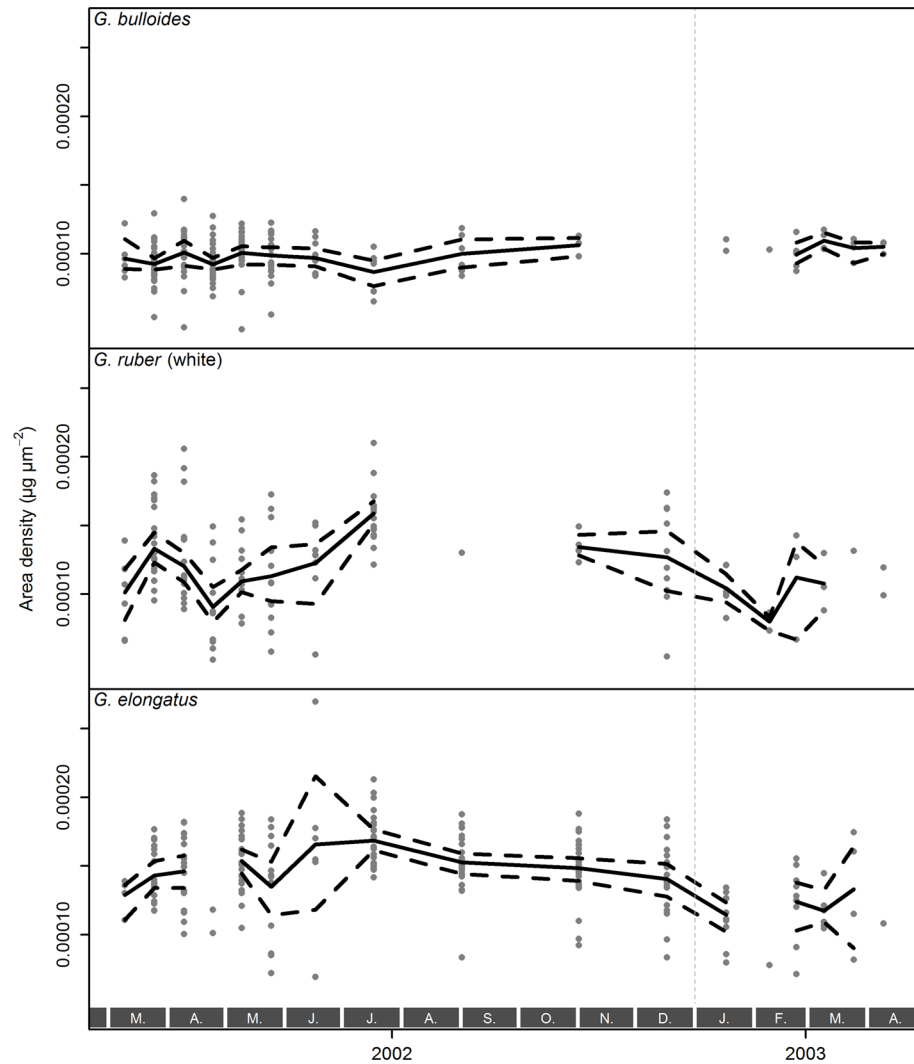 G. bulloides
0.00020
0.00010
G. ruber (white)
0.00020
0.00010
Area density (µg µm−2)
G. elongatus
0.00020
0.00010
M. A. M. J. J. A. S. O. N. D. J. F. M. A.
2002 2003